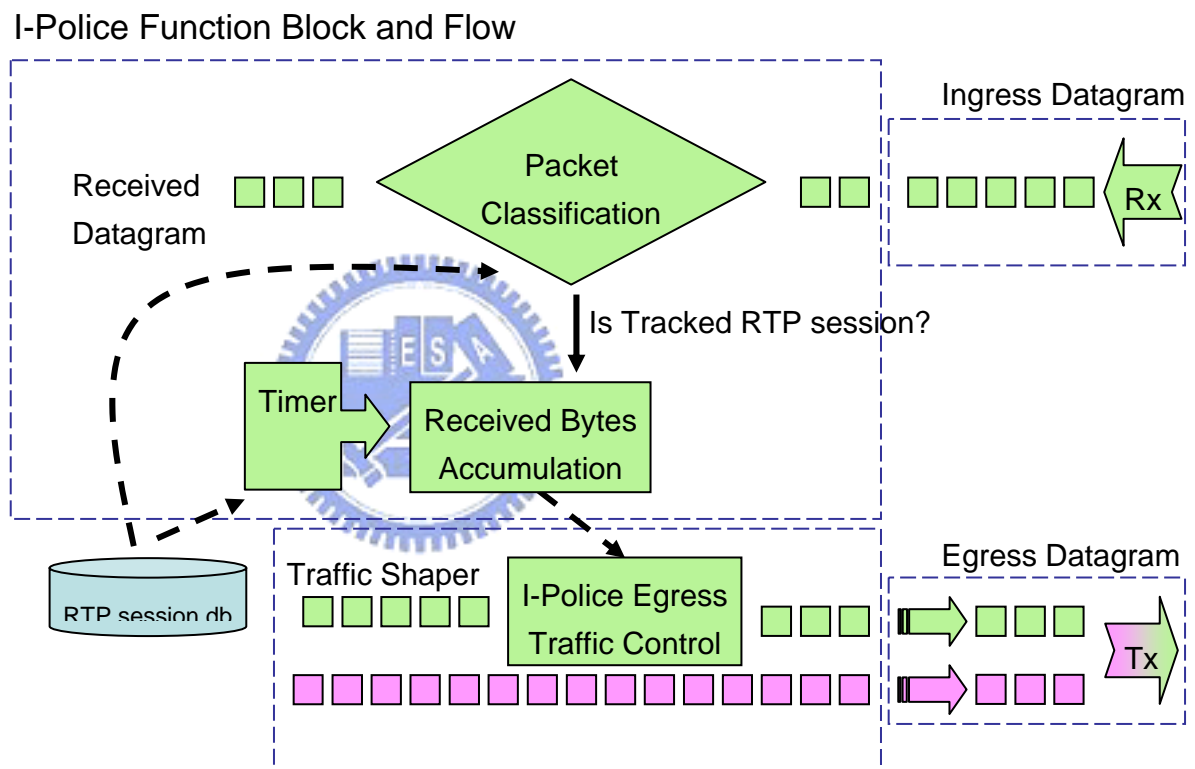 I-Police Function Block and Flow
Ingress Datagram
Packet
Classification
Received
Datagram
Rx
Is Tracked RTP session?
E S A
Timer
Received Bytes
Accumulation
RTP session db
Traffic Shaper
I-Police Egress
Traffic Control
Egress Datagram
Tx